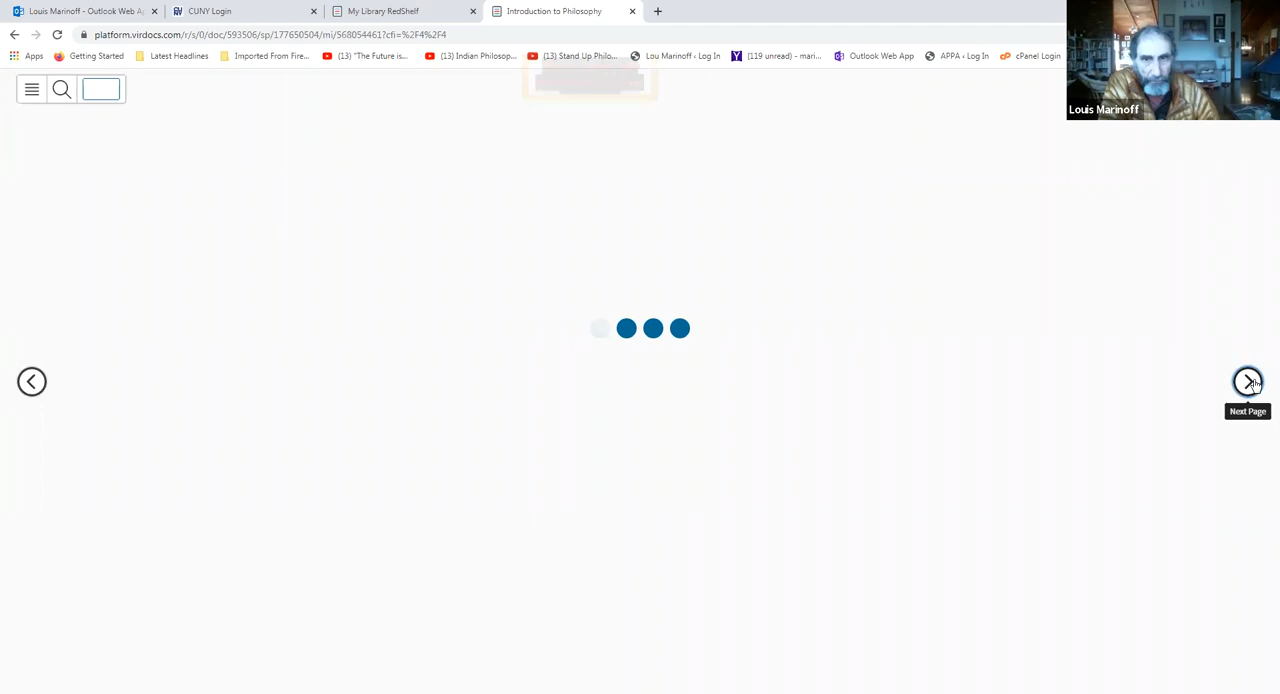 Louis Marinoff - Outlook Web A
CUNY Login
My Library RedShelf
Introduction to Philosophy
platform.virdocs.com/r/s/0/doc/593506/sp/177650504/mi/568054461?cfi=%2F4%2F4
Apps
Getting Started
Latest Headlines
Imported From Fire...
(13) "The Future is...
(13) Indian Philosop...
(13) Stand Up Philo...
Lou Marinoff ‹ Log In
[119 unread) - mari...
Outlook Web App
APPA ‹ Log In
cPanel Login
Louis Marinoff
Next Page